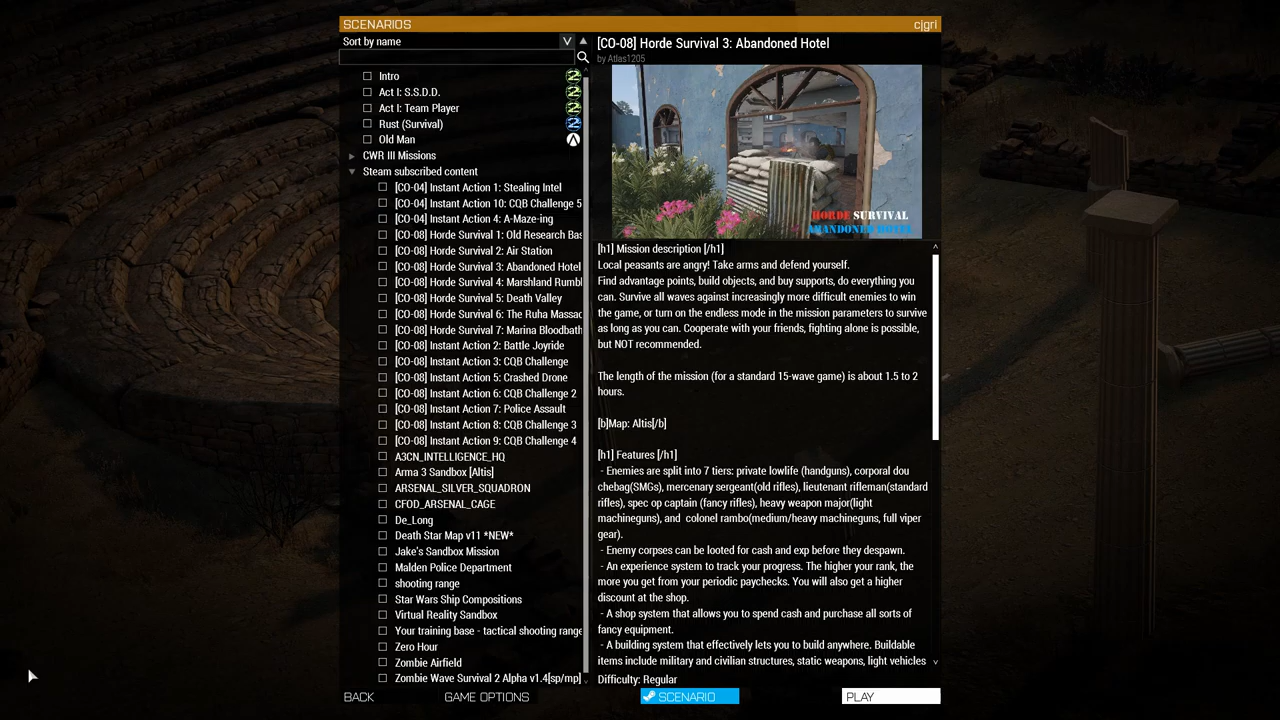 SCENARIOS
cjgrl
Sort by name
Intro
Act I: S.S.D.D.
Act I: Team Player
Rust (Survival)
Old Man
CWR III Missions
Steam subscribed content
[CO-04] Instant Action 1: Stealing Intel
[CO-04] Instant Action 10: CQB Challenge 5
[CO-04] Instant Action 4: A-Maze-ing
[CO-08] Horde Survival 1: Old Research Bas
[CO-08] Horde Survival 2: Air Station
[CO-08] Horde Survival 3: Abandoned Hotel
[CO-08] Horde Survival 4: Marshland Rumbl
[CO-08] Horde Survival 5: Death Valley
[CO-08] Horde Survival 6: The Ruha Massac
[CO-08] Horde Survival 7: Marina Bloodbath
[CO-08] Instant Action 2: Battle Joyride
[CO-08] Instant Action 3: CQB Challenge
[CO-08] Instant Action 5: Crashed Drone
[CO-08] Instant Action 6: CQB Challenge 2
[CO-08] Instant Action 7: Police Assault
[CO-08] Instant Action 8: CQB Challenge 3
[CO-08] Instant Action 9: CQB Challenge 4
A3CN_INTELLIGENCE_HQ
Arma 3 Sandbox [Altis]
ARSENAL_SILVER_SQUADRON
CFOD_ARSENAL_CAGE
De_Long
Death Star Map v11 *NEW*
Jake's Sandbox Mission
Malden Police Department
shooting range
Star Wars Ship Compositions
Virtual Reality Sandbox
Your training base - tactical shooting range
Zero Hour
Zombie Airfield
Zombie Wave Survival 2 Alpha v1.4[sp/mp]
[CO-08] Horde Survival 3: Abandoned Hotel
by Atlas1205
HORDE SURVIVAL
ABANDONED HOTEL
[h1] Mission description [/h1]
Local peasants are angry! Take arms and defend yourself.
Find advantage points, build objects, and buy supports, do everything you
can. Survive all waves against increasingly more difficult enemies to win
the game, or turn on the endless mode in the mission parameters to survive
as long as you can. Cooperate with your friends, fighting alone is possible,
but NOT recommended.
The length of the mission (for a standard 15-wave game) is about 1.5 to 2
hours.
[b]Map: Altis[/b]
[h1] Features [/h1]
- Enemies are split into 7 tiers: private lowlife (handguns), corporal dou
chebag(SMGs), mercenary sergeant(old rifles), lieutenant rifleman(standard
rifles), spec op captain (fancy rifles), heavy weapon major(light
machineguns), and  colonel rambo(medium/heavy machineguns, full viper
gear).
- Enemy corpses can be looted for cash and exp before they despawn.
- An experience system to track your progress. The higher your rank, the
more you get from your periodic paychecks. You will also get a higher
discount at the shop.
- A shop system that allows you to spend cash and purchase all sorts of
fancy equipment.
- A building system that effectively lets you to build anywhere. Buildable
items include military and civilian structures, static weapons, light vehicles
Difficulty: Regular
BACK
GAME OPTIONS
SCENARIO
PLAY